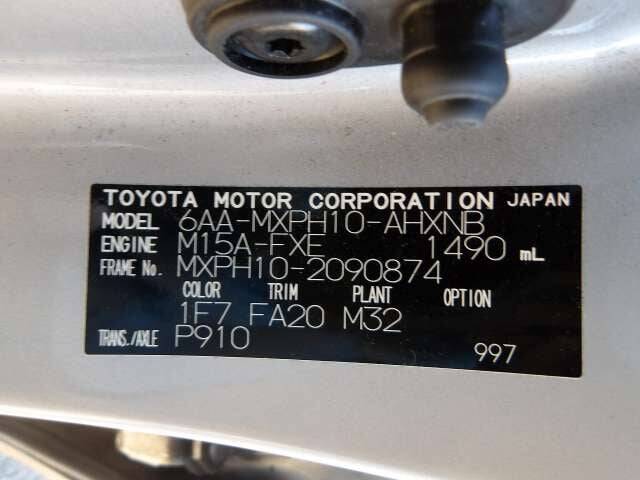 TOYOTA MOTOR CORPORATION JAPAN
MODEL 6AA-MXPH10-AHXNB
ENGINE M15A-FXE 1490 mL
FRAME No. MXPH10-2090874
COLOR TRIM PLANT OPTION
1F7 FA20 M32
TRANS./AXLE P910
997